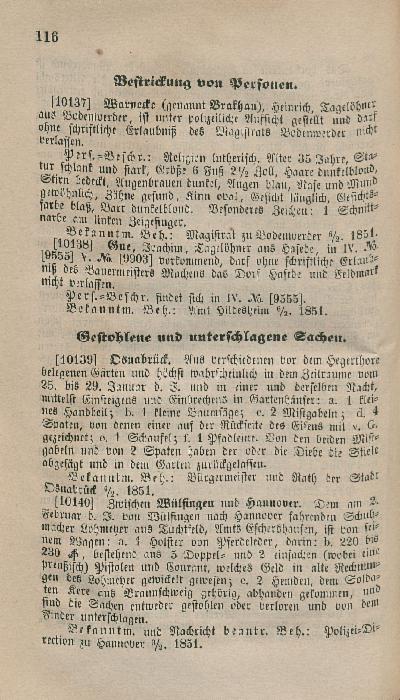 116
Bestrickung von Personen.
[10137] Warnecke (genannt Brakhan), Heinrich, Tagelöhner
aus Bodenwerder, ist unter polizeiliche Aufsicht gestellt und darf
ohne schriftliche Erlaubniß des Magistrats Bodenwerder nicht
verlassen.
Pers.-Beschr.: Religion lutherisch, Alter 35 Jahre, Sta-
tur schlank und stark, Größe 6 Fuß 2½ Zoll, Haare dunkelblond,
Stirn bedeckt, Augenbrauen dunkel, Augen blau, Nase und Mund
gewöhnlich, Zähne gesund, Kinn oval, Gesicht länglich, Gesichts-
farbe blaß, Bart dunkelblond. Besonderes Zeichen: 1 Schnitt-
narbe am linken Zeigefinger.
Bekanntm. Beh.: Magistrat zu Bodenwerder 1851.
[10138] Gue, Joachim, Tagelöhner aus Hasede, in IV. №.
[9555] V. №. [9903] vorkommend, darf ohne schriftliche Erlaub-
niß des Bauermeisters Machens das Dorf Hasede und Feldmark
nicht verlassen.
Pers.-Beschr. findet sich in IV. №. [9555].
Bekanntm. Beh.: Amt Hildesheim 1851.
Gestohlene und unterschlagene Sachen.
[10139] Osnabrück. Aus verschiedenen vor dem Hegerthore
belegenen Gärten und höchst wahrscheinlich in dem Zeitraume vom
25. bis 29. Januar d. J. und in einer und derselben Nacht,
mittelst Einsteigens und Einbrechens in Gartenhäuser: a. 1 klei-
nes Handbeil; b. 1 kleine Baumsäge; c. 2 Mistgabeln; d. 4
Spaten, von denen einer auf der Rückseite des Eisens mit v. G.
gezeichnet; e. 1 Schaufel; f. 1 Pfadleine. Von den beiden Mist-
gabeln und von 2 Spaten haben der oder die Diebe die Stiele
abgesägt und in dem Garten zurückgelassen.
Bekanntm. Beh.: Bürgermeister und Rath der Stadt
Osnabrück 1851.
[10140] Zwischen Wülfingen und Hannover. Dem am 2.
Februar d. J. von Wülfingen nach Hannover fahrenden Schuh-
macher Lohmeyer aus Tuchtfeld, Amts Eschershausen, ist von sei-
nem Wagen: a. 1 Holfter von Pferdeleder, darin: b. 220 bis
230 ₰, bestehend aus 5 Doppel- und 2 einfachen (wobei eine
preußisch) Pistolen und Courant, welches Geld in alte Rechnun-
gen des Lohmeyer gewickelt gewesen; c. 2 Hemden, dem Solda-
ten Kere aus Braunschweig gehörig, abhanden gekommen, und
sind die Sachen entweder gestohlen oder verloren und von dem
Finder unterschlagen.
Bekanntm. und Nachricht beantr. Beh.: Polizei-Di-
rection zu Hannover 1851.